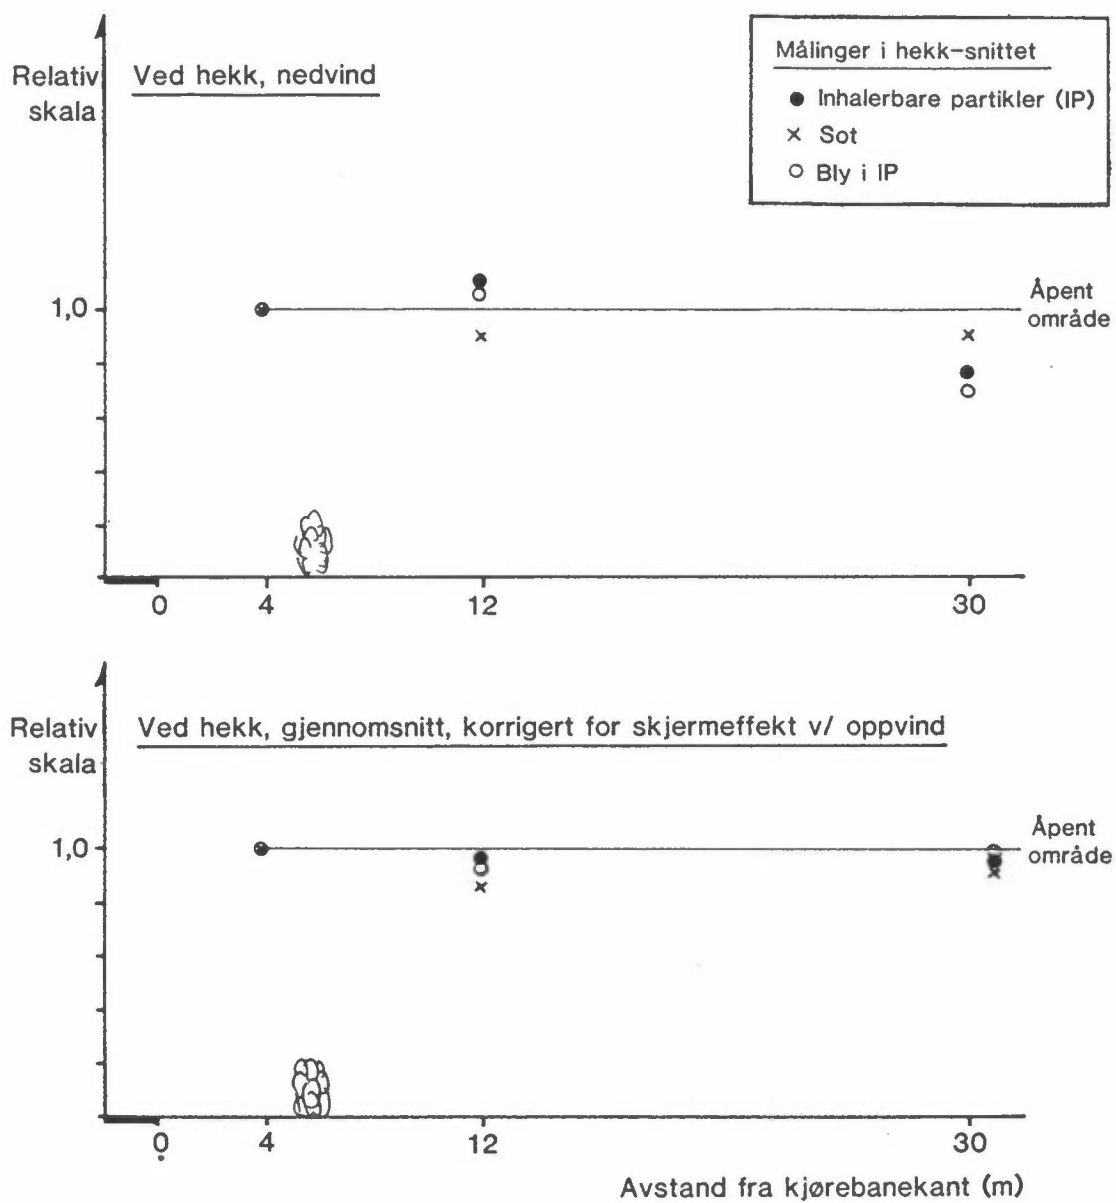 Relativ
skala
Ved hekk, nedvind
Målinger i hekk-snittet
● Inhalerbare partikler (IP)
× Sot
○ Bly i IP
1,0
Åpent
område
0 4 12 30
Relativ
skala
Ved hekk, gjennomsnitt, korrigert for skjermeffekt v/ oppvind
1,0
Åpent
område
0 4 12 30
Avstand fra kjørebanekant (m)